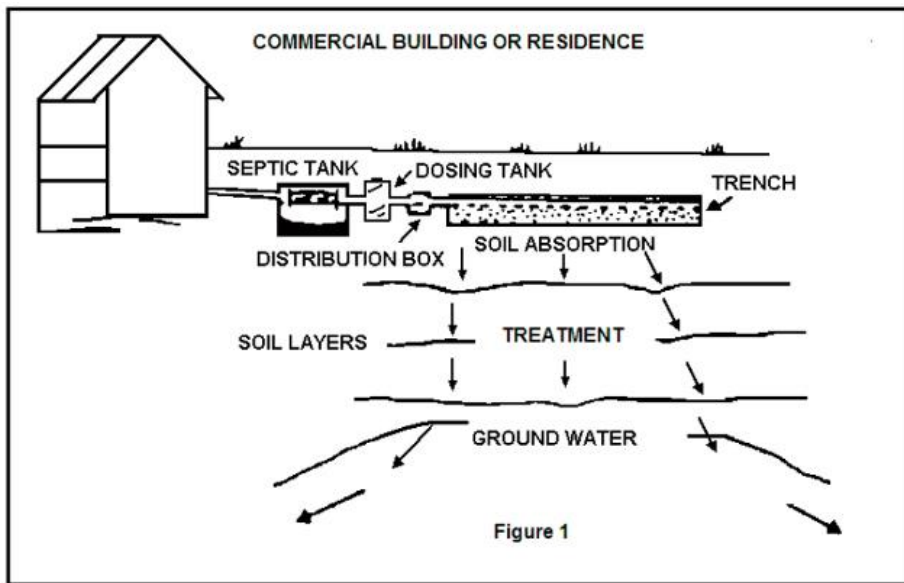 COMMERCIAL BUILDING OR RESIDENCE
SEPTIC TANK
DOSING TANK
TRENCH
DISTRIBUTION BOX
SOIL ABSORPTION
SOIL LAYERS
TREATMENT
GROUND WATER
Figure 1